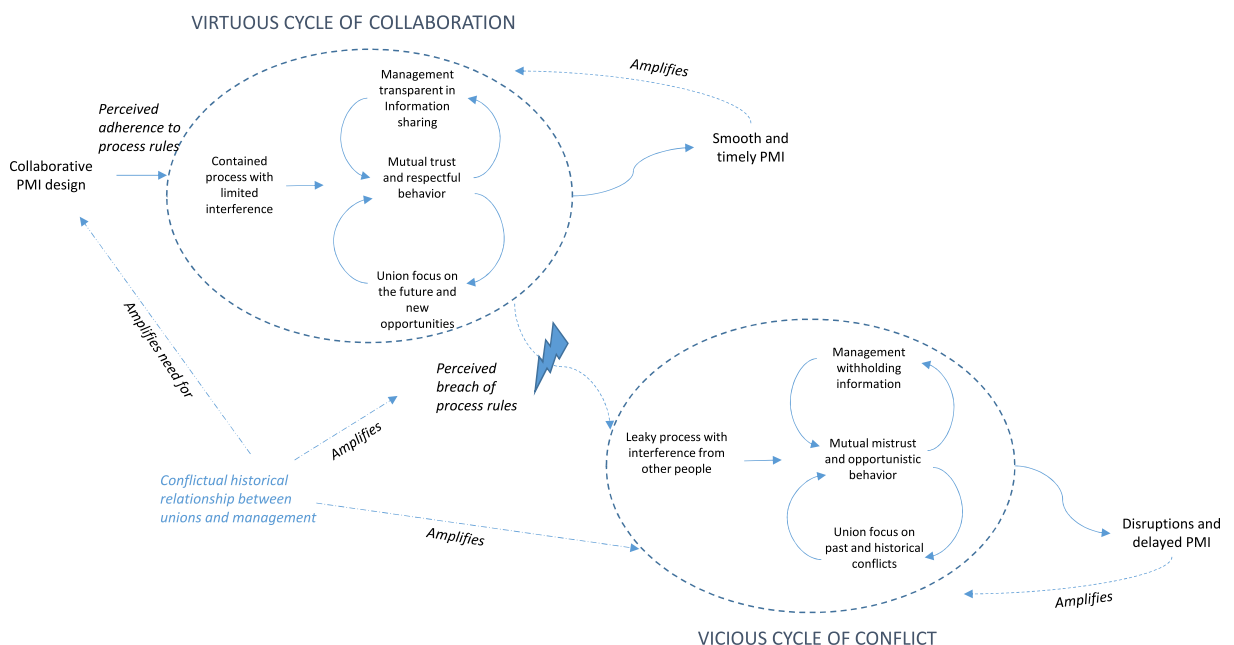 VIRTUOUS CYCLE OF COLLABORATION
Amplifies
Management
transparent in
Information
sharing
Perceived
adherence to
process rules
Smooth and
timely PMI
Collaborative
PMI design
Contained
process with
limited
interference
Mutual trust
and respectful
behavior
Union focus on
the future and
new
opportunities
Amplifies need for
Perceived
breach of
process rules
Amplifies
Management
withholding
information
Leaky process with
interference from
other people
Mutual mistrust
and opportunistic
behavior
Conflictual historical
relationship between
unions and management
Amplifies
Union focus on
past and historical
conflicts
Disruptions and
delayed PMI
Amplifies
VICIOUS CYCLE OF CONFLICT